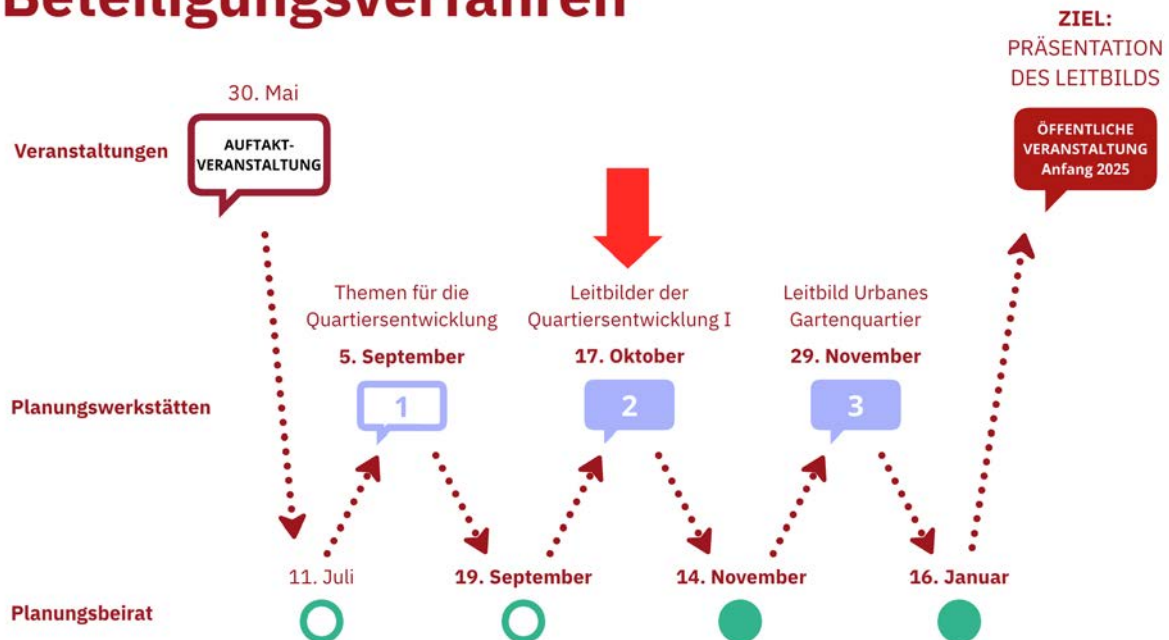 Beteiligungsverfahren
ZIEL:
PRÄSENTATION
DES LEITBILDS
30. Mai
Veranstaltungen
AUFTAKT-
VERANSTALTUNG
ÖFFENTLICHE
VERANSTALTUNG
Anfang 2025
Themen für die
Quartiersentwicklung
5. September
Leitbilder der
Quartiersentwicklung I
17. Oktober
Leitbild Urbanes
Gartenquartier
29. November
Planungswerkstätten
1
2
3
11. Juli
19. September
14. November
16. Januar
Planungsbeirat